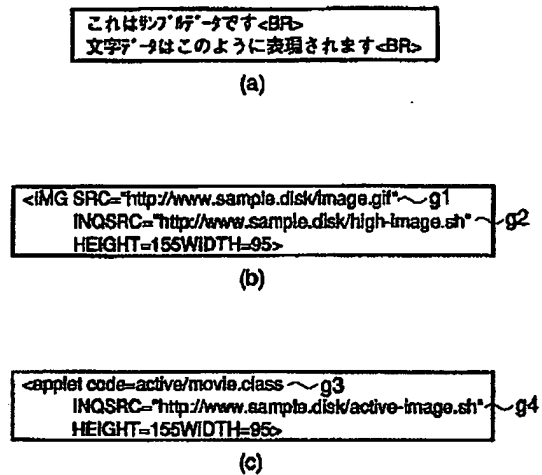 これはｻﾝﾌﾟﾙﾃﾞｰﾀです<BR>
文字ﾃﾞｰﾀはこのように表現されます<BR>
(a)
<IMG SRC="http://www.sample.disk/image.gif" g1
INQSRC="http://www.sample.disk/high-image.sh" g2
HEIGHT=155WIDTH=95>
(b)
<applet code=active/movie.class g3
INQSRC="http://www.sample.disk/active-image.sh" g4
HEIGHT=155WIDTH=95>
(c)